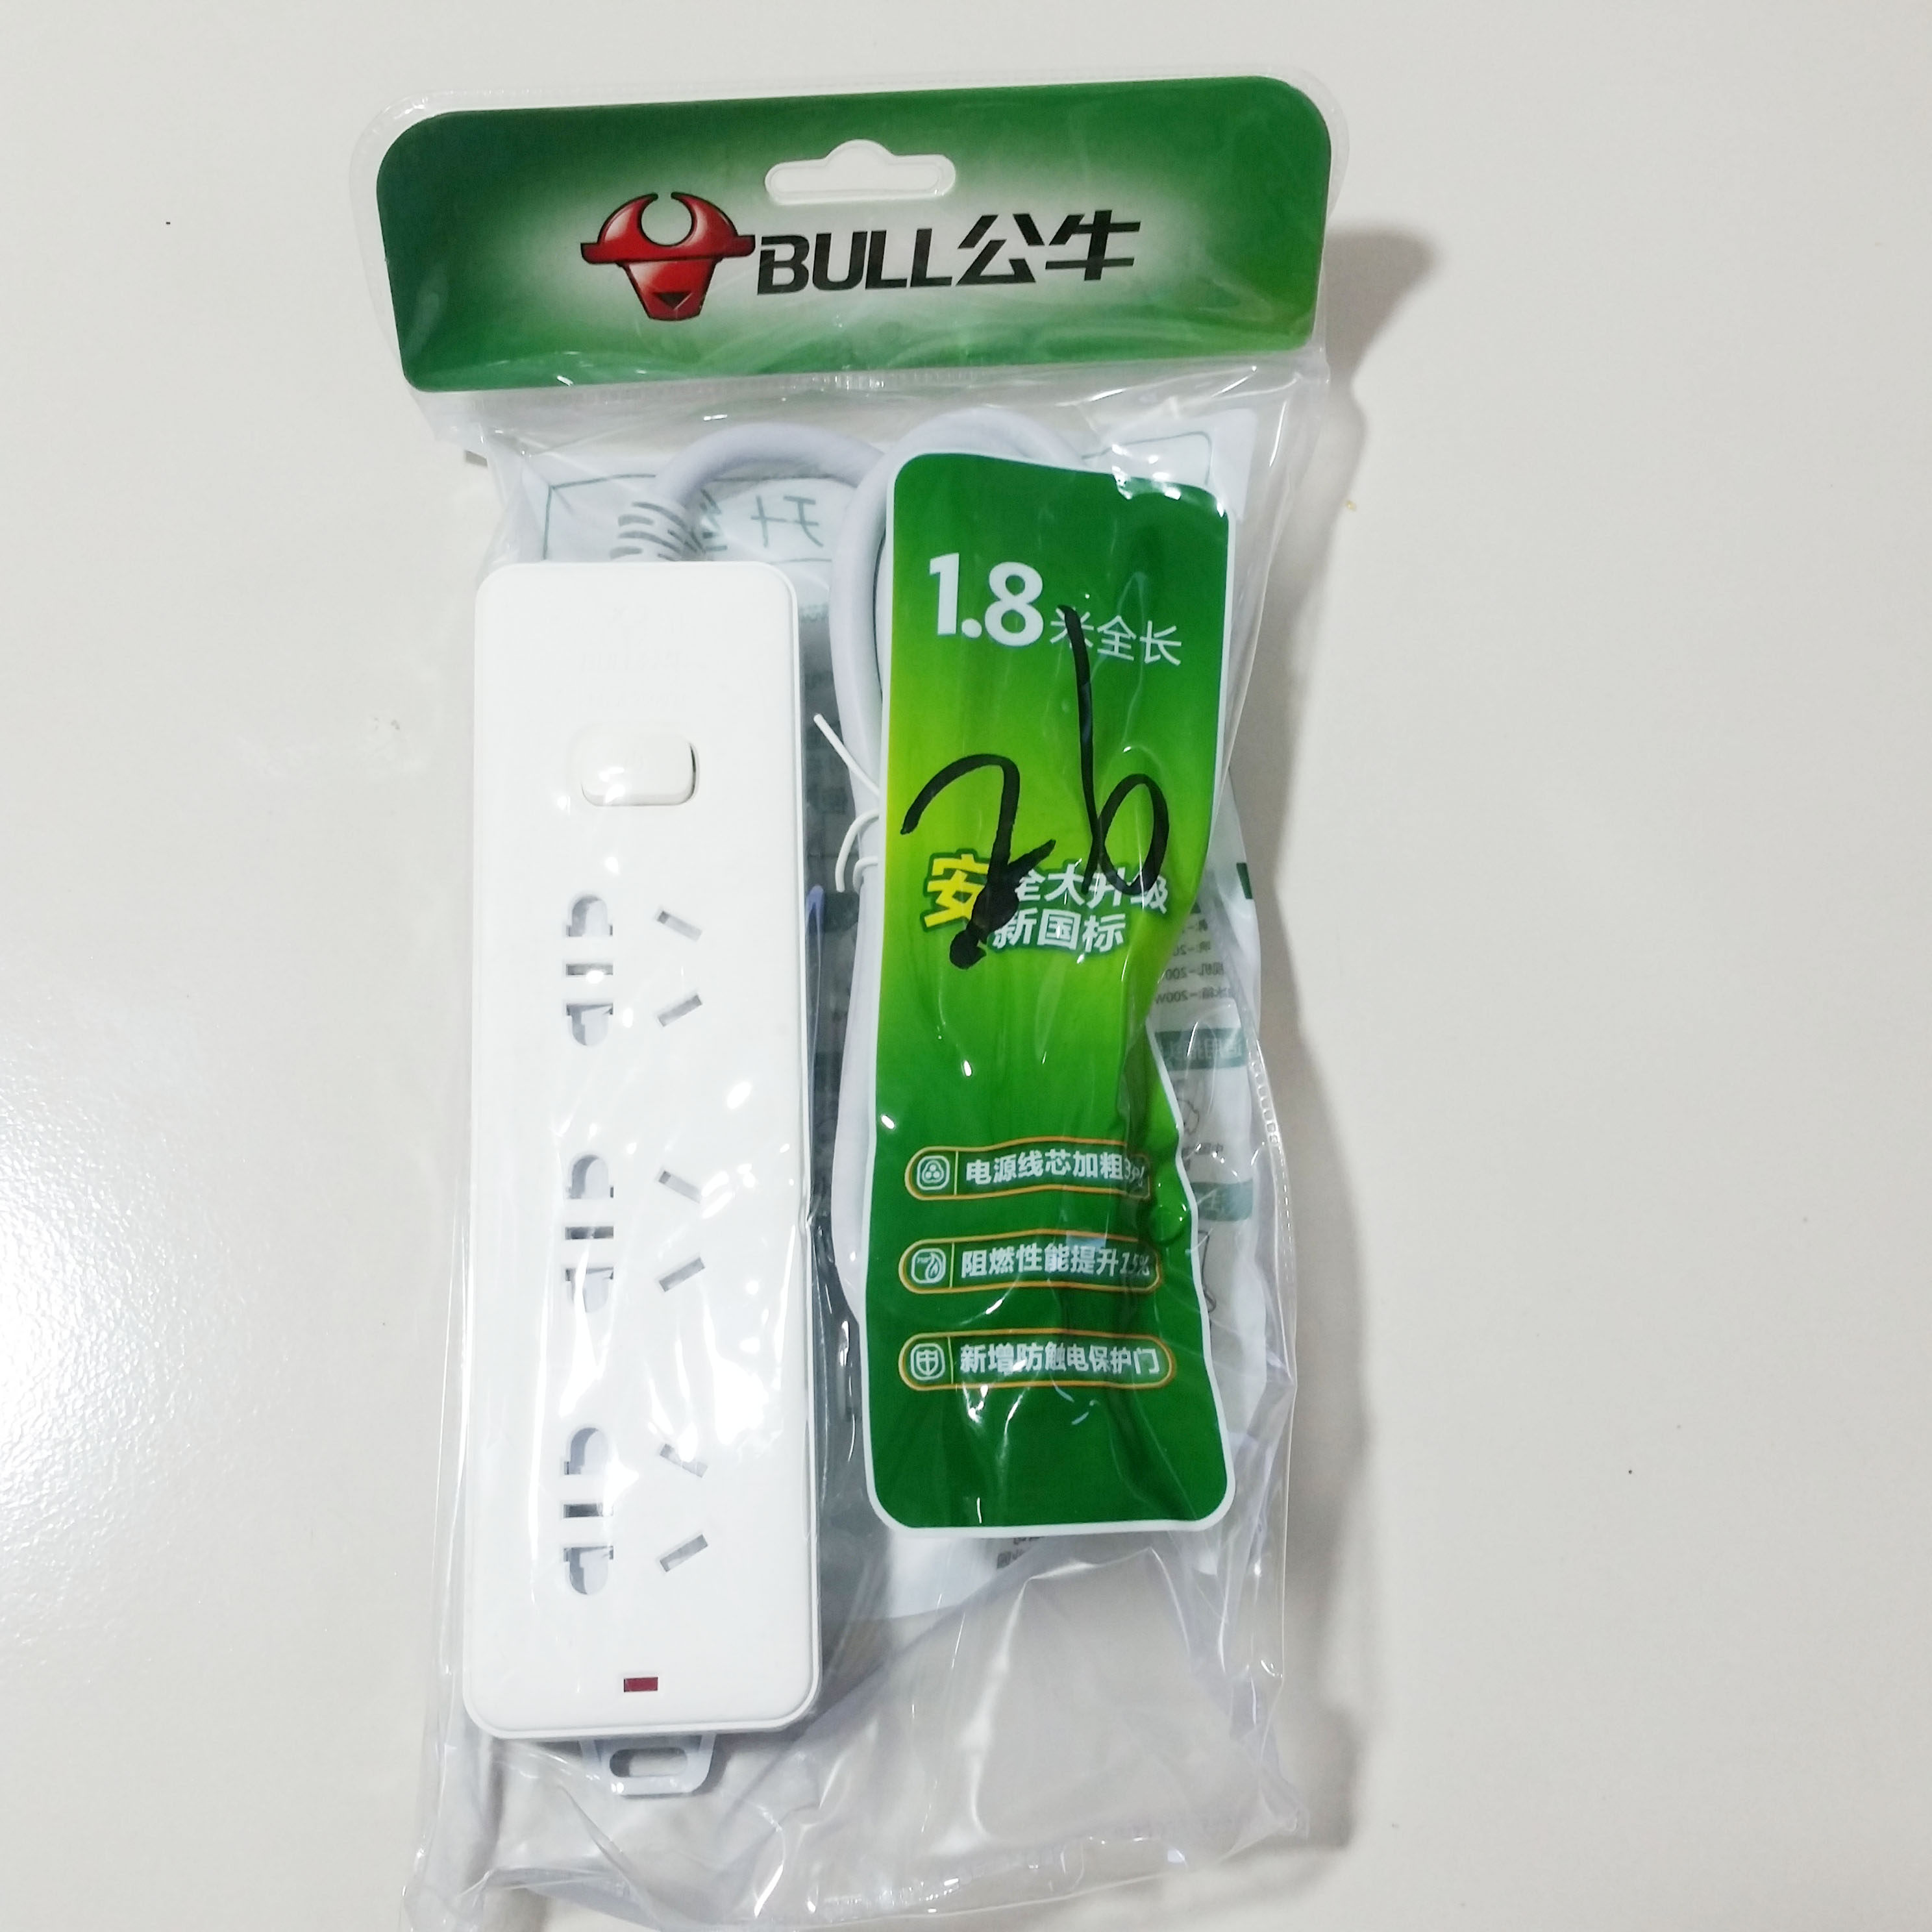 BULL公牛
1.8米全长
26
安全大升级
新国标
电源线芯加粗
阻燃性能提升15%
新增防触电保护门